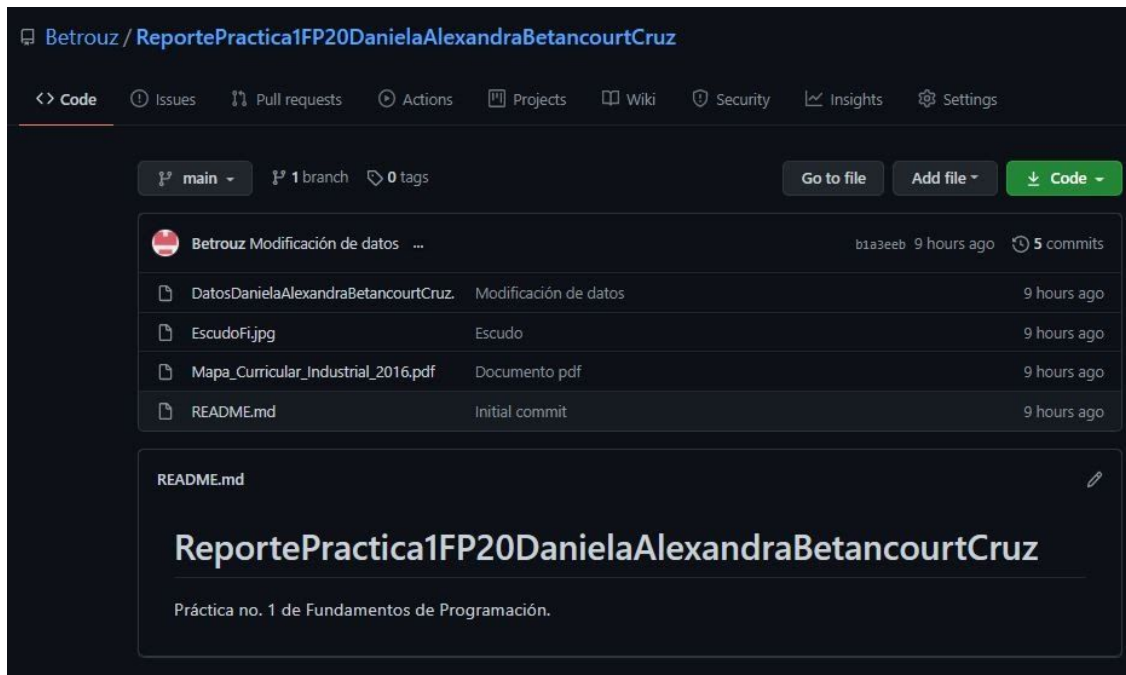 Betrouz / ReportePractica1FP20DanielaAlexandraBetancourtCruz
<> Code Issues Pull requests Actions Projects Wiki Security Insights Settings
main 1 branch 0 tags Go to file Add file Code
Betrouz Modificación de datos ... b1a3eeb 9 hours ago 5 commits
DatosDanielaAlexandraBetancourtCruz. Modificación de datos 9 hours ago
EscudoFi.jpg Escudo 9 hours ago
Mapa_Curricular_Industrial_2016.pdf Documento pdf 9 hours ago
README.md Initial commit 9 hours ago
README.md
ReportePractica1FP20DanielaAlexandraBetancourtCruz
Práctica no. 1 de Fundamentos de Programación.